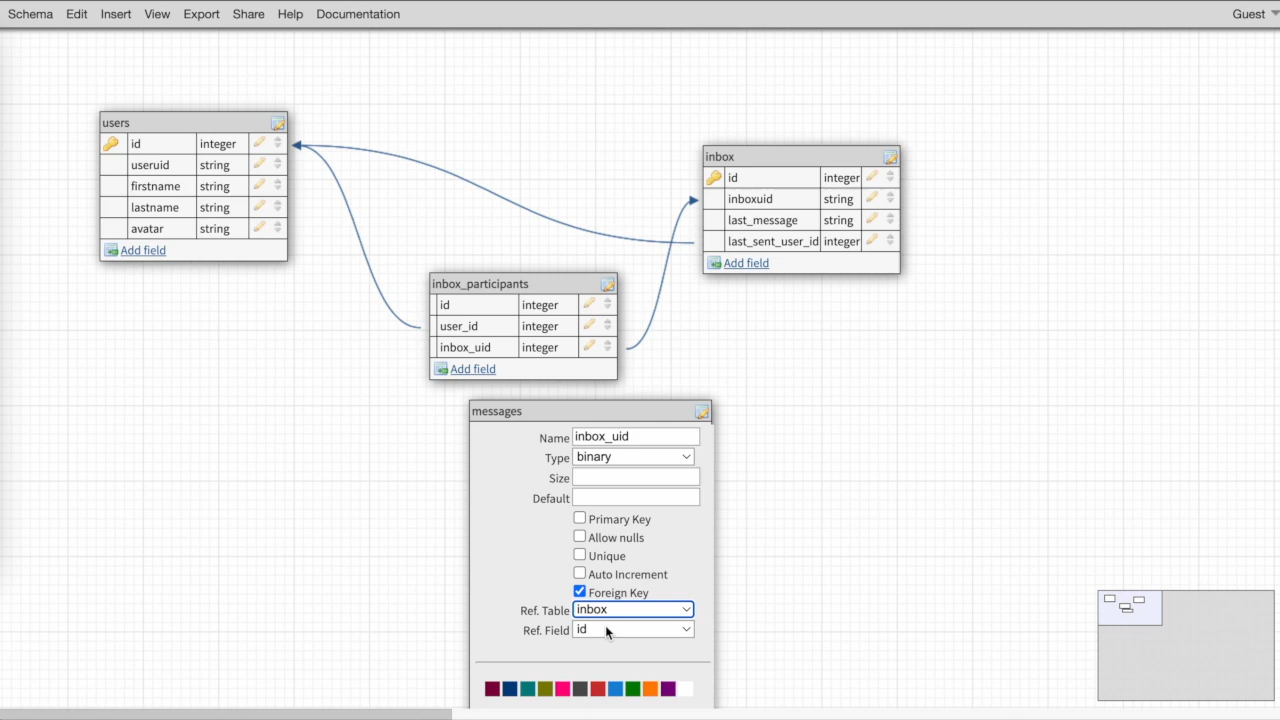 Schema Edit Insert View Export Share Help Documentation Guest
users
id integer
useruid string
firstname string
lastname string
avatar string
Add field
inbox
id integer
inboxuid string
last_message string
last_sent_user_id integer
Add field
inbox_participants
id integer
user_id integer
inbox_uid integer
Add field
messages
Name inbox_uid
Type binary
Size
Default
Primary Key
Allow nulls
Unique
Auto Increment
Foreign Key
Ref. Table inbox
Ref. Field id